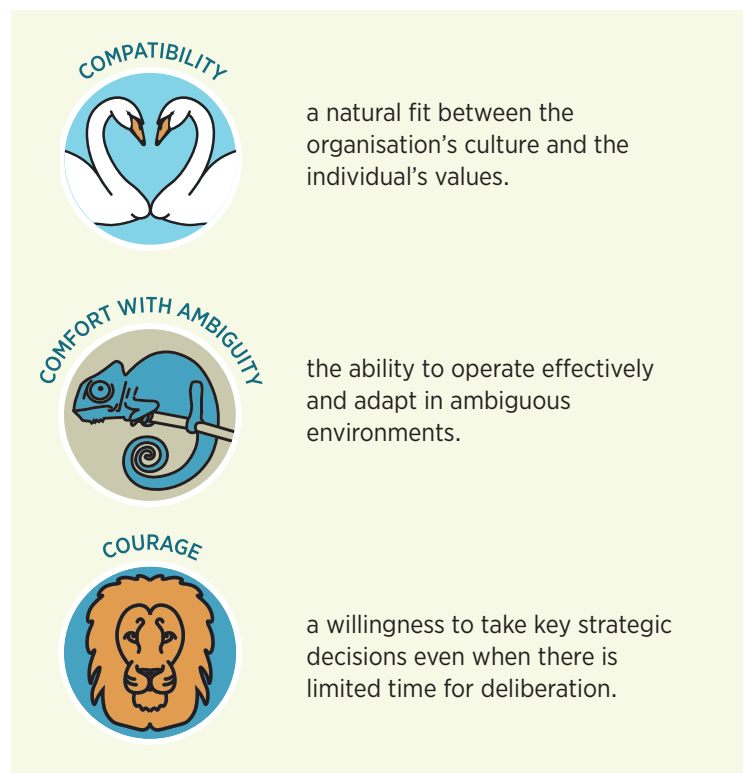 COMPATIBILITY
a natural fit between the
organisation’s culture and the
individual’s values.
COMFORT WITH AMBIGUITY
the ability to operate effectively
and adapt in ambiguous
environments.
COURAGE
a willingness to take key strategic
decisions even when there is
limited time for deliberation.